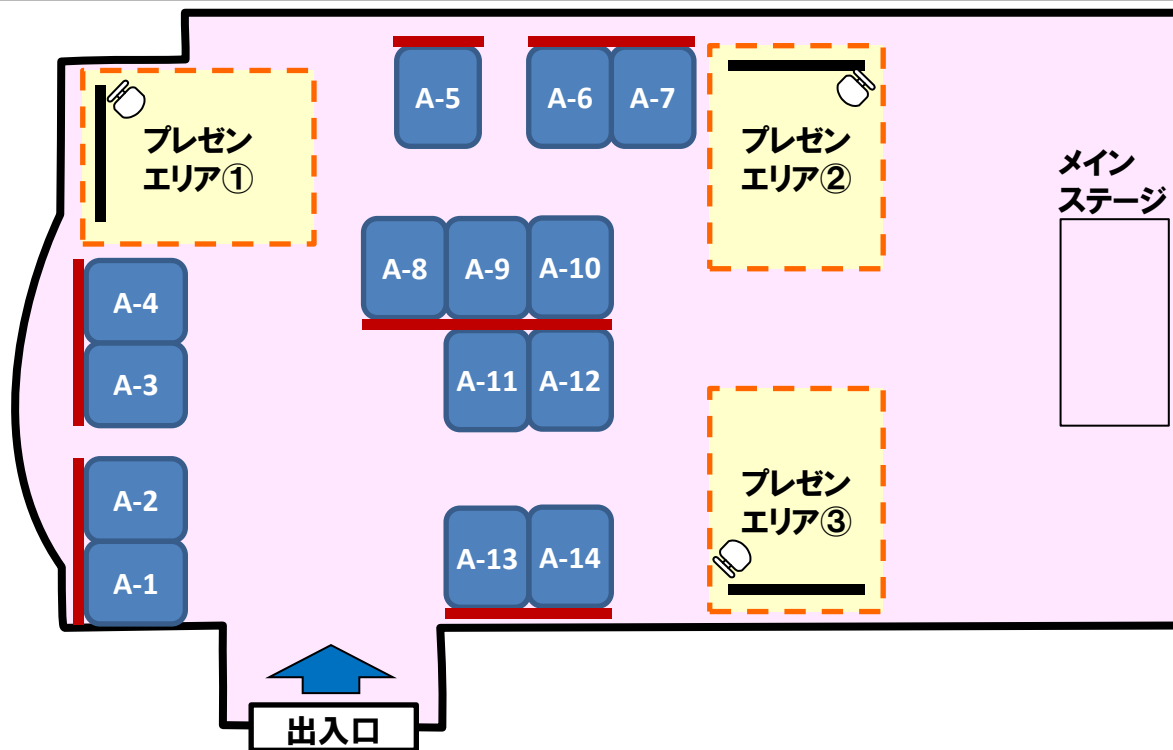 A-5
A-6
A-7
プレゼン
エリア①
プレゼン
エリア②
メイン
ステージ
A-8
A-9
A-10
A-4
A-3
A-11
A-12
A-2
A-1
プレゼン
エリア③
A-13
A-14
出入口